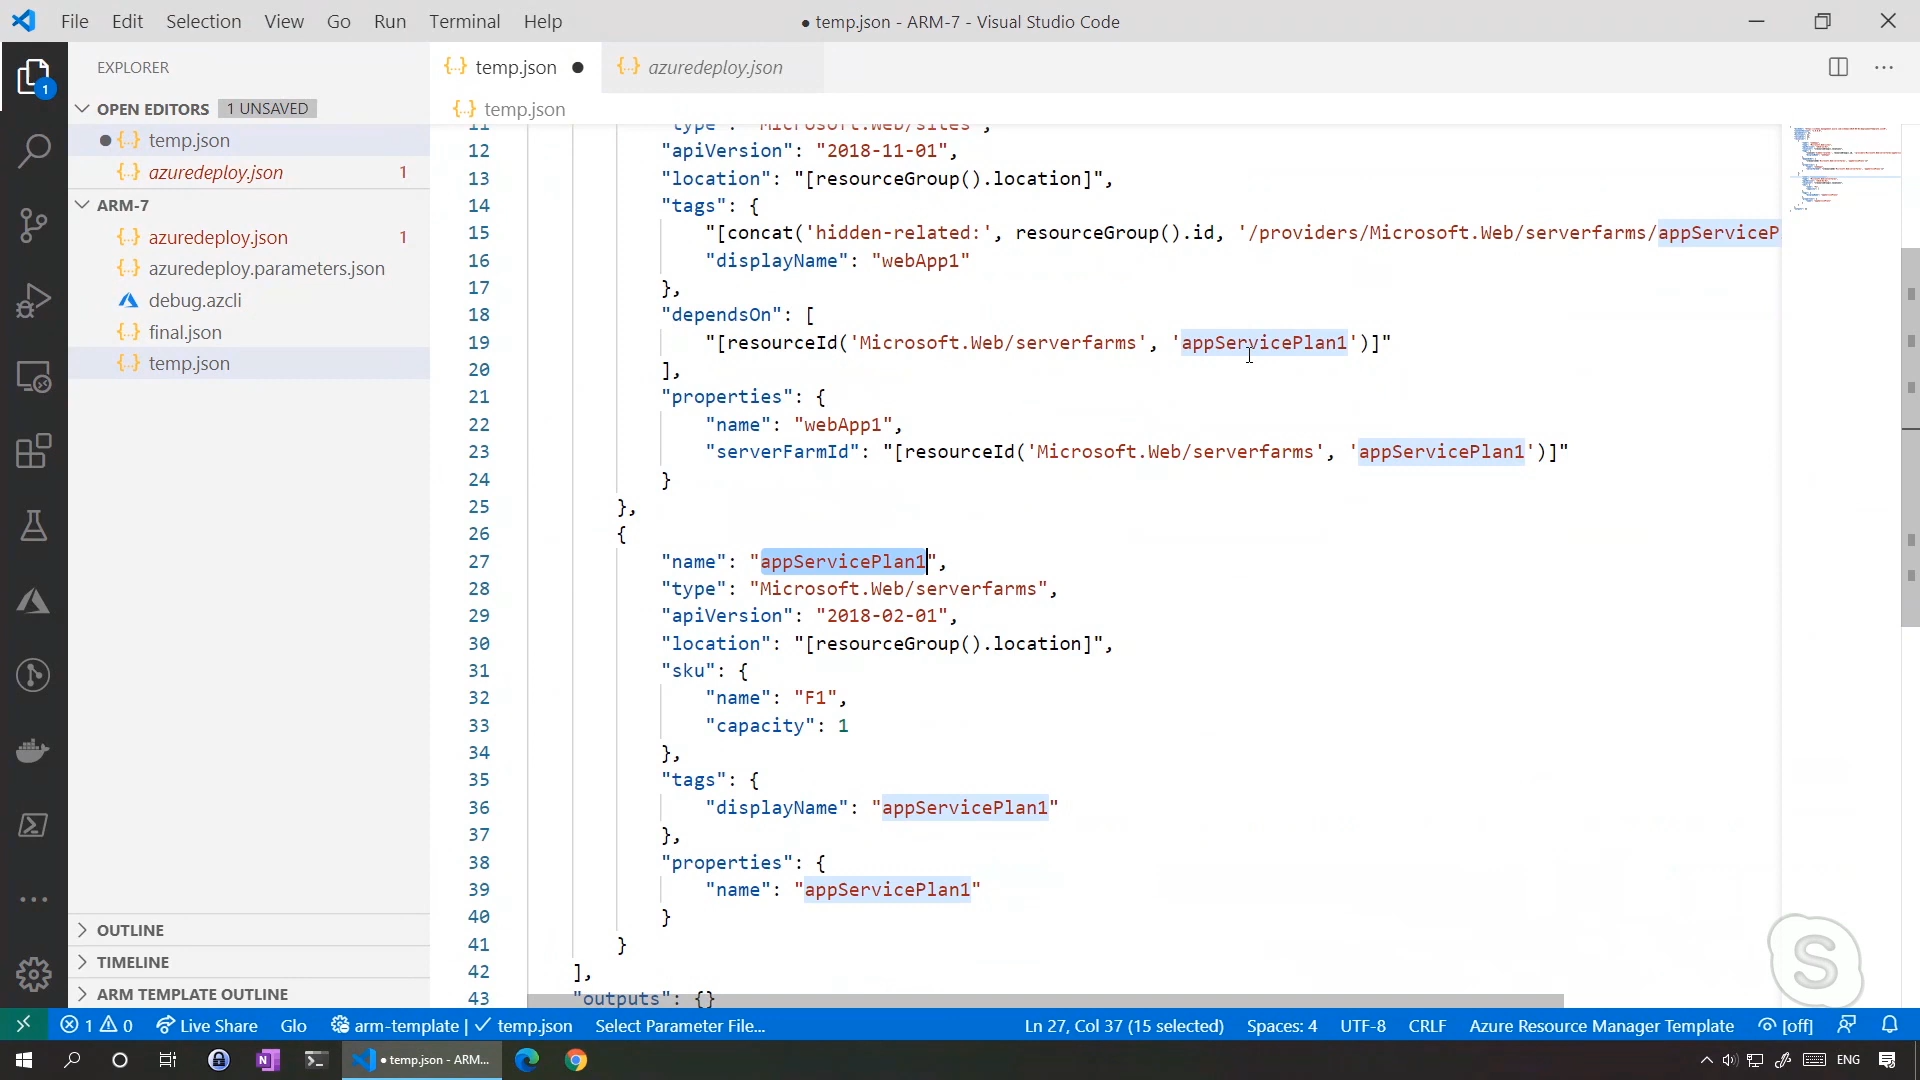 File Edit Selection View Go Run Terminal Help
● temp.json - ARM-7 - Visual Studio Code
EXPLORER
OPEN EDITORS 1 UNSAVED
{..} temp.json
{..} azuredeploy.json 1
ARM-7
{..} azuredeploy.json 1
{..} azuredeploy.parameters.json
debug.azcli
{..} final.json
{..} temp.json
OUTLINE
TIMELINE
ARM TEMPLATE OUTLINE
1
{..} temp.json ●
{..} azuredeploy.json
{..} temp.json
11 "type": "Microsoft.Web/sites",
12 "apiVersion": "2018-11-01",
13 "location": "[resourceGroup().location]",
14 "tags": {
15 "[concat('hidden-related:', resourceGroup().id, '/providers/Microsoft.Web/serverfarms/appServiceP
16 "displayName": "webApp1"
17 },
18 "dependsOn": [
19 "[resourceId('Microsoft.Web/serverfarms', 'appServicePlan1')]"
20 ],
21 "properties": {
22 "name": "webApp1",
23 "serverFarmId": "[resourceId('Microsoft.Web/serverfarms', 'appServicePlan1')]"
24 }
25 },
26 {
27 "name": "appServicePlan1",
28 "type": "Microsoft.Web/serverfarms",
29 "apiVersion": "2018-02-01",
30 "location": "[resourceGroup().location]",
31 "sku": {
32 "name": "F1",
33 "capacity": 1
34 },
35 "tags": {
36 "displayName": "appServicePlan1"
37 },
38 "properties": {
39 "name": "appServicePlan1"
40 }
41 }
42 ],
43 "outputs": {}
1 0 Live Share Glo arm-template | ✓ temp.json Select Parameter File... Ln 27, Col 37 (15 selected) Spaces: 4 UTF-8 CRLF Azure Resource Manager Template [off]
● temp.json - ARM... ENG